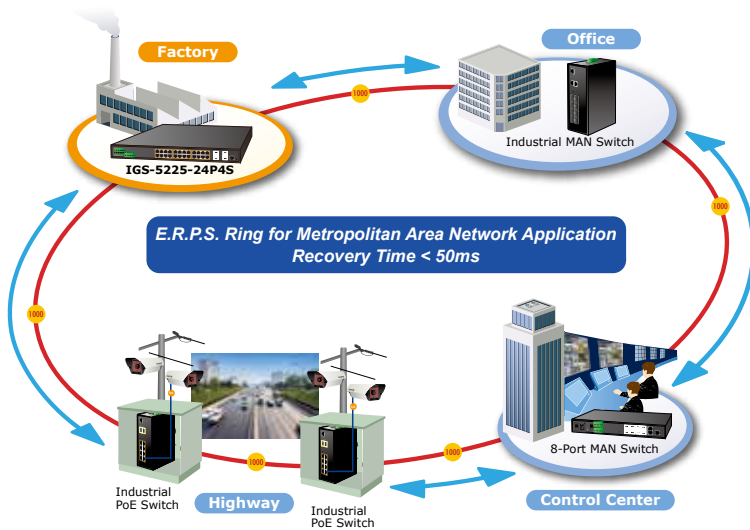 Factory
Office
1000
Industrial MAN Switch
IGS-5225-24P4S
1000
E.R.P.S. Ring for Metropolitan Area Network Application
Recovery Time < 50ms
1000
8-Port MAN Switch
1000
1000
Industrial
PoE Switch
Highway
Industrial
PoE Switch
Control Center